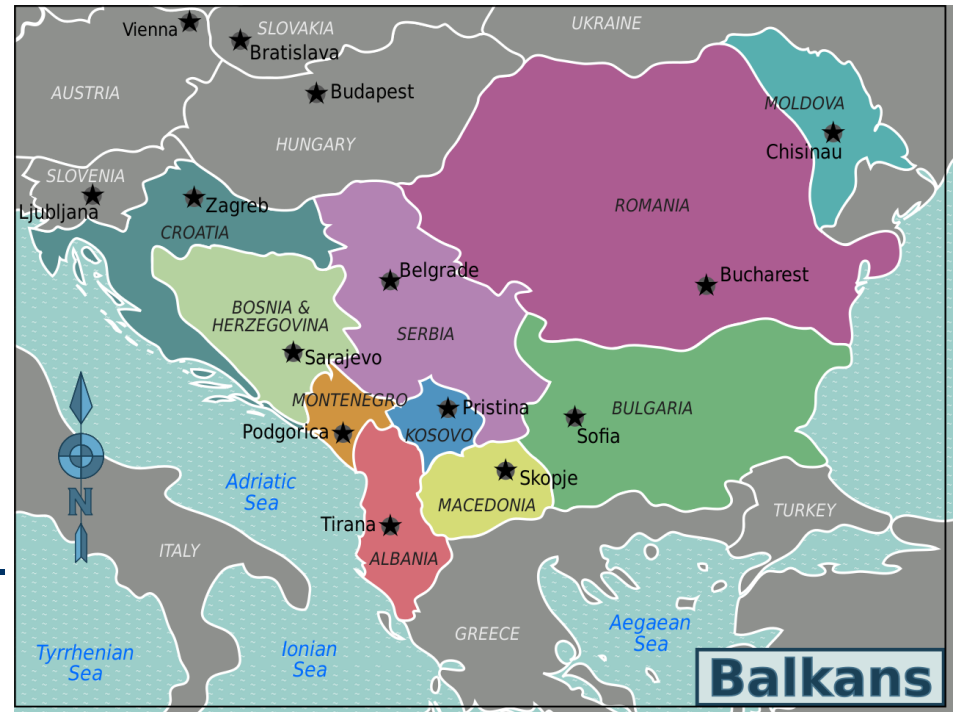 Vienna
SLOVAKIA
UKRAINE
Bratislava
AUSTRIA
Budapest
MOLDOVA
HUNGARY
Chisinau
SLOVENIA
Ljubljana
Zagreb
CROATIA
ROMANIA
Belgrade
Bucharest
BOSNIA &
HERZEGOVINA
SERBIA
Sarajevo
MONTENEGRO
Pristina
BULGARIA
Podgorica
KOSOVO
Sofia
Adriatic
Sea
Skopje
N
MACEDONIA
TURKEY
Tirana
ITALY
ALBANIA
GREECE
Aegaean
Sea
Tyrrhenian
Sea
Ionian
Sea
Balkans